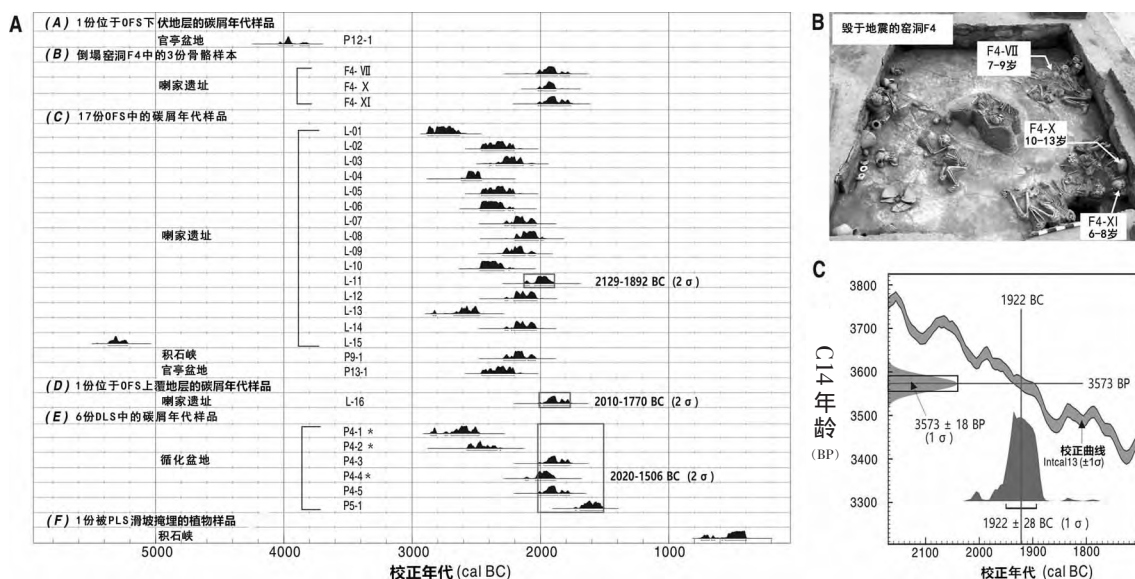 A
(A) 1份位于OFS下伏地层的碳屑年代样品
官亭盆地 P12-1
(B) 倒塌窑洞F4中的3份骨骼样本
F4-Ⅶ
喇家遗址 F4-Ⅹ
F4-Ⅺ
(C) 17份OFS中的碳屑年代样品
L-01
L-02
L-03
L-04
L-05
L-06
L-07
喇家遗址 L-08
L-09
L-10
L-11 2129-1892 BC (2σ)
L-12
L-13
L-14
L-15
积石峡 P9-1
官亭盆地 P13-1
(D) 1份位于OFS上覆地层的碳屑年代样品
喇家遗址 L-16 2010-1770 BC (2σ)
(E) 6份DLS中的碳屑年代样品
P4-1 *
P4-2 *
循化盆地 P4-3
P4-4 * 2020-1506 BC (2σ)
P4-5
P5-1
(F) 1份被PLS滑坡掩埋的植物样品
积石峡
5000 4000 3000 2000 1000
校正年代 (cal BC)
B
毁于地震的窑洞F4
F4-Ⅶ
7-9岁
F4-X
10-13岁
F4-XI
6-8岁
C
3800
3700
3600
3500
3400
3300
C14年龄
(BP)
1922 BC
3573 BP
3573 ± 18 BP
(1σ)
校正曲线
Intcal13 (±1σ)
1922 ± 28 BC (1σ)
2100 2000 1900 1800
校正年代 (cal BC)